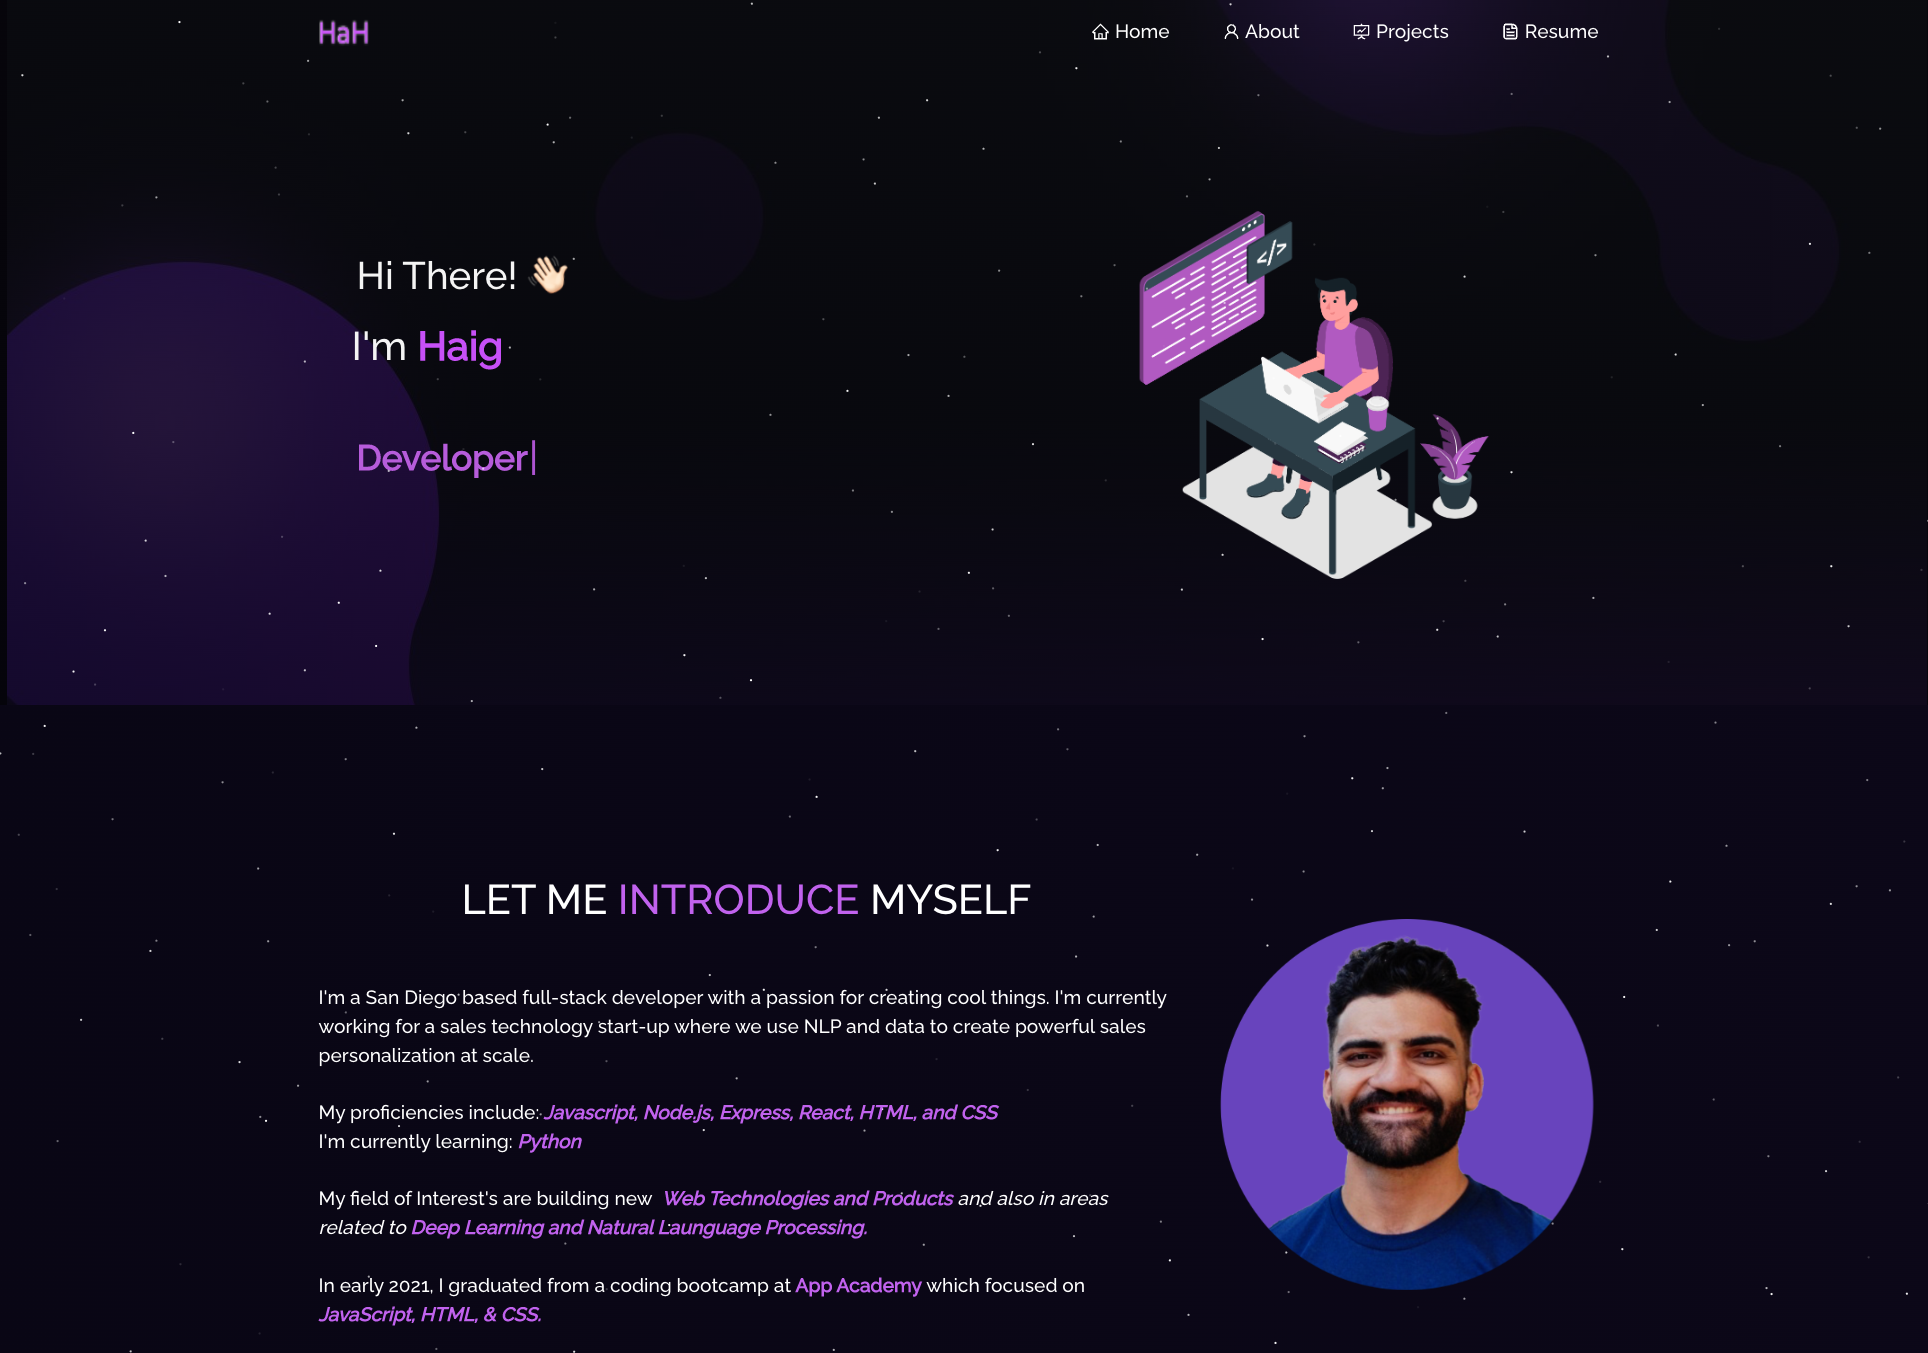 HaH
Home
About
Projects
Resume
Hi There! 👋🏻
I'm Haig
Developer|
</>
LET ME INTRODUCE MYSELF
I'm a San Diego based full-stack developer with a passion for creating cool things. I'm currently
working for a sales technology start-up where we use NLP and data to create powerful sales
personalization at scale.
My proficiencies include: Javascript, Node.js, Express, React, HTML, and CSS
I'm currently learning: Python
My field of Interest's are building new Web Technologies and Products and also in areas
related to Deep Learning and Natural Launguage Processing.
In early 2021, I graduated from a coding bootcamp at App Academy which focused on
JavaScript, HTML, & CSS.